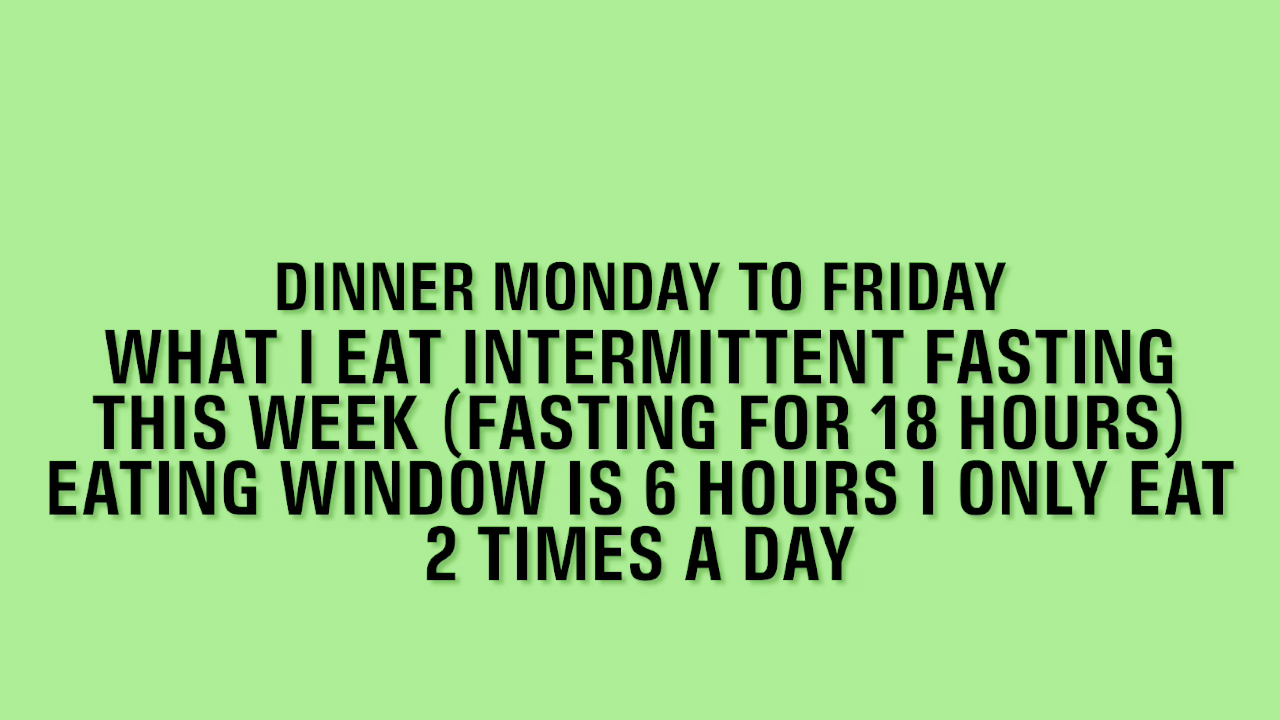 DINNER MONDAY TO FRIDAY
WHAT I EAT INTERMITTENT FASTING
THIS WEEK (FASTING FOR 18 HOURS)
EATING WINDOW IS 6 HOURS I ONLY EAT
2 TIMES A DAY